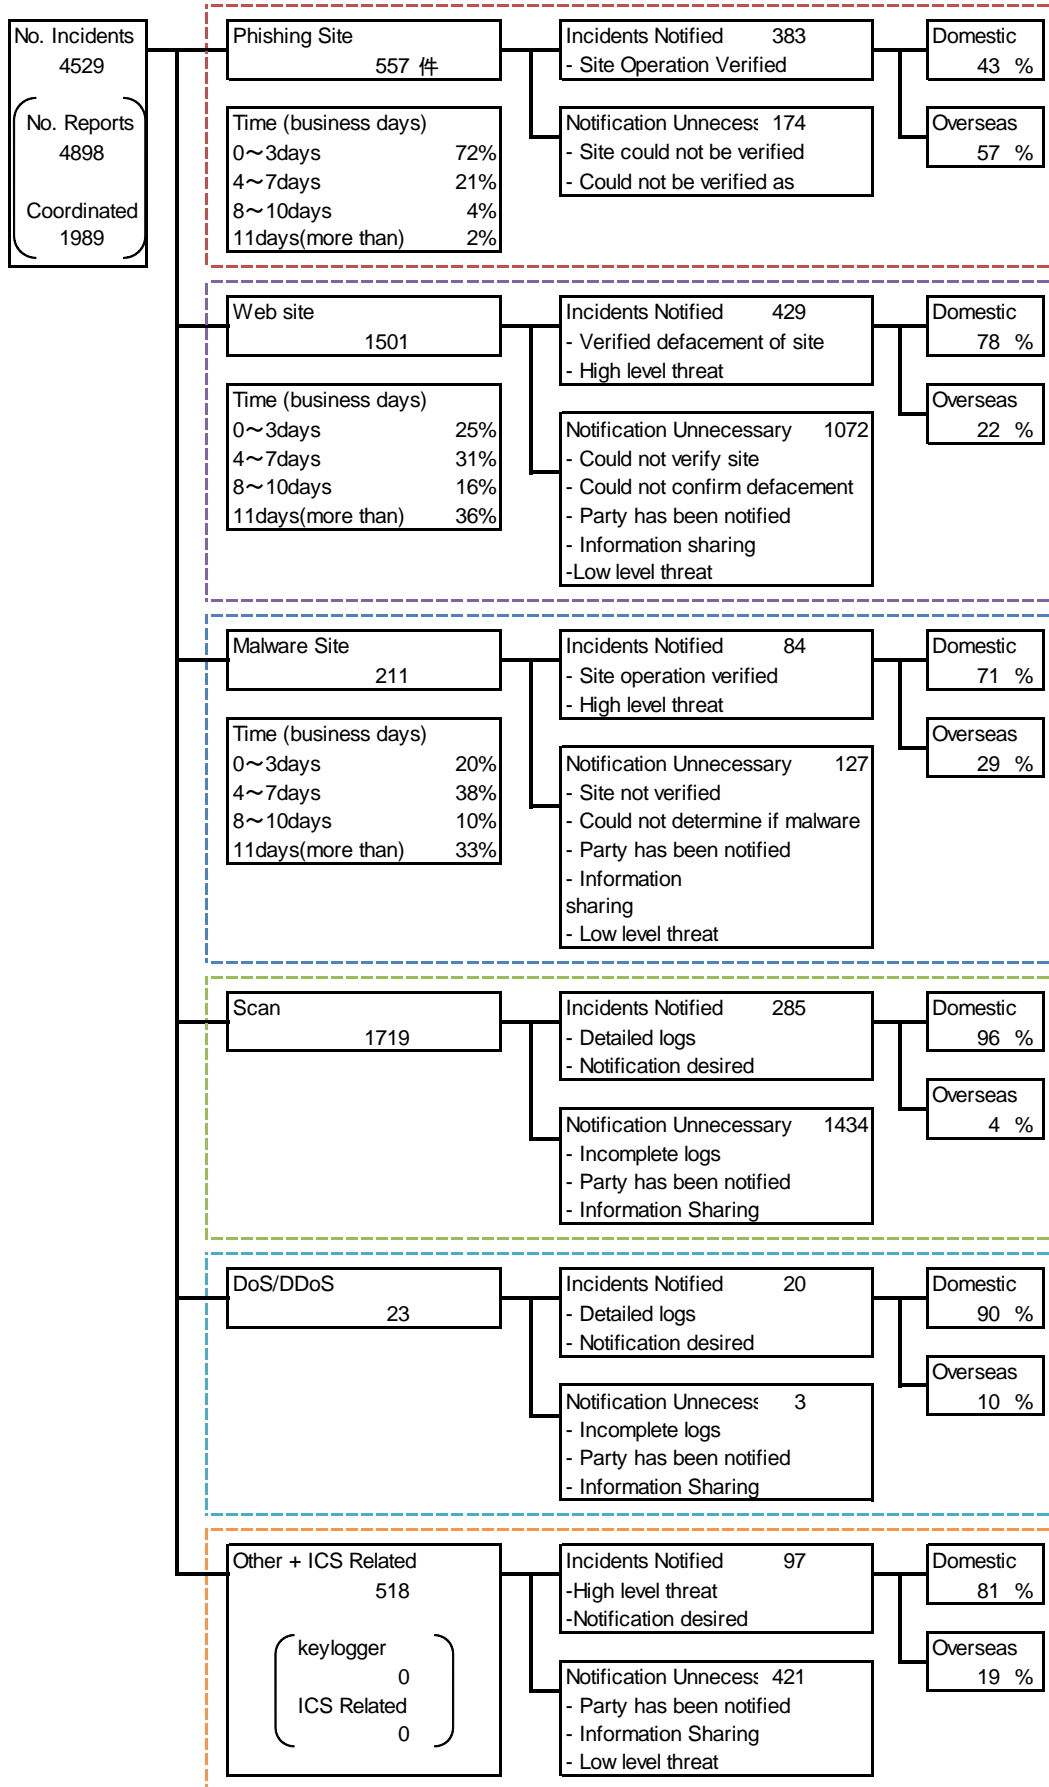 No. Incidents
4529
No. Reports
4898
Coordinated
1989
Phishing Site
557 件
Time (business days)
0～3days 72%
4～7days 21%
8～10days 4%
11days(more than) 2%
Incidents Notified 383
- Site Operation Verified
Notification Unnecess 174
- Site could not be verified
- Could not be verified as
Domestic
43 %
Overseas
57 %
Web site
1501
Time (business days)
0～3days 25%
4～7days 31%
8～10days 16%
11days(more than) 36%
Incidents Notified 429
- Verified defacement of site
- High level threat
Notification Unnecessary 1072
- Could not verify site
- Could not confirm defacement
- Party has been notified
- Information sharing
-Low level threat
Domestic
78 %
Overseas
22 %
Malware Site
211
Time (business days)
0～3days 20%
4～7days 38%
8～10days 10%
11days(more than) 33%
Incidents Notified 84
- Site operation verified
- High level threat
Notification Unnecessary 127
- Site not verified
- Could not determine if malware
- Party has been notified
- Information
sharing
- Low level threat
Domestic
71 %
Overseas
29 %
Scan
1719
Incidents Notified 285
- Detailed logs
- Notification desired
Notification Unnecessary 1434
- Incomplete logs
- Party has been notified
- Information Sharing
Domestic
96 %
Overseas
4 %
DoS/DDoS
23
Incidents Notified 20
- Detailed logs
- Notification desired
Notification Unnecess 3
- Incomplete logs
- Party has been notified
- Information Sharing
Domestic
90 %
Overseas
10 %
Other + ICS Related
518
keylogger
0
ICS Related
0
Incidents Notified 97
-High level threat
-Notification desired
Notification Unnecess 421
- Party has been notified
- Information Sharing
- Low level threat
Domestic
81 %
Overseas
19 %